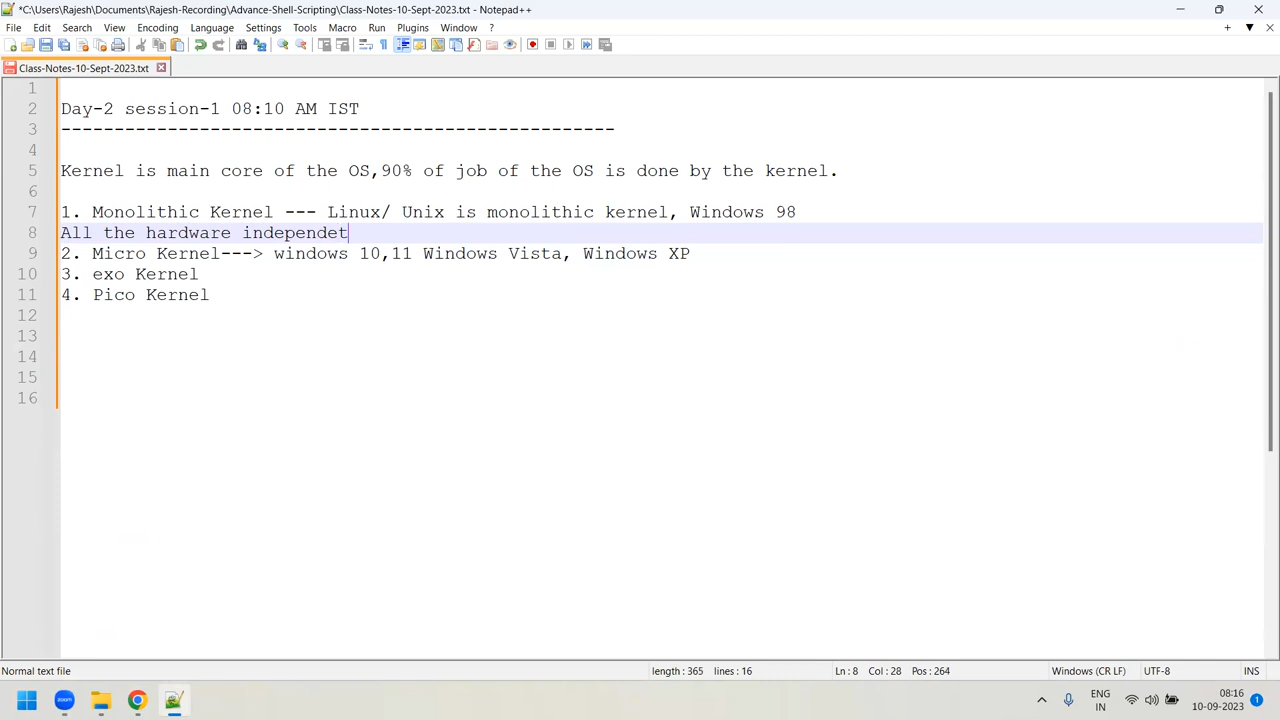 *C:\Users\Rajesh\Documents\Rajesh-Recording\Advance-Shell-Scripting\Class-Notes-10-Sept-2023.txt - Notepad++
File Edit Search View Encoding Language Settings Tools Macro Run Plugins Window ?
Class-Notes-10-Sept-2023.txt
1
2 Day-2 session-1 08:10 AM IST
3 ----------------------------------------------------
4
5 Kernel is main core of the OS,90% of job of the OS is done by the kernel.
6
7 1. Monolithic Kernel --- Linux/ Unix is monolithic kernel, Windows 98
8 All the hardware independet
9 2. Micro Kernel---> windows 10,11 Windows Vista, Windows XP
10 3. exo Kernel
11 4. Pico Kernel
12
13
14
15
16
Normal text file length : 365 lines : 16 Ln : 8 Col : 28 Pos : 264 Windows (CR LF) UTF-8 INS
zoom ENG IN 08:16 10-09-2023 1